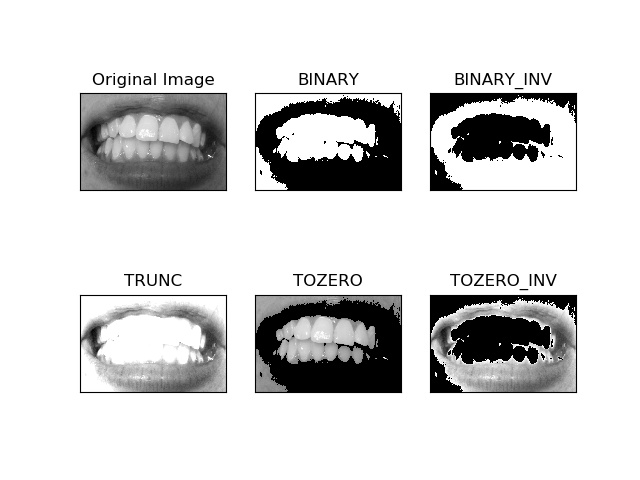 Original Image
BINARY
BINARY_INV
TRUNC
TOZERO
TOZERO_INV